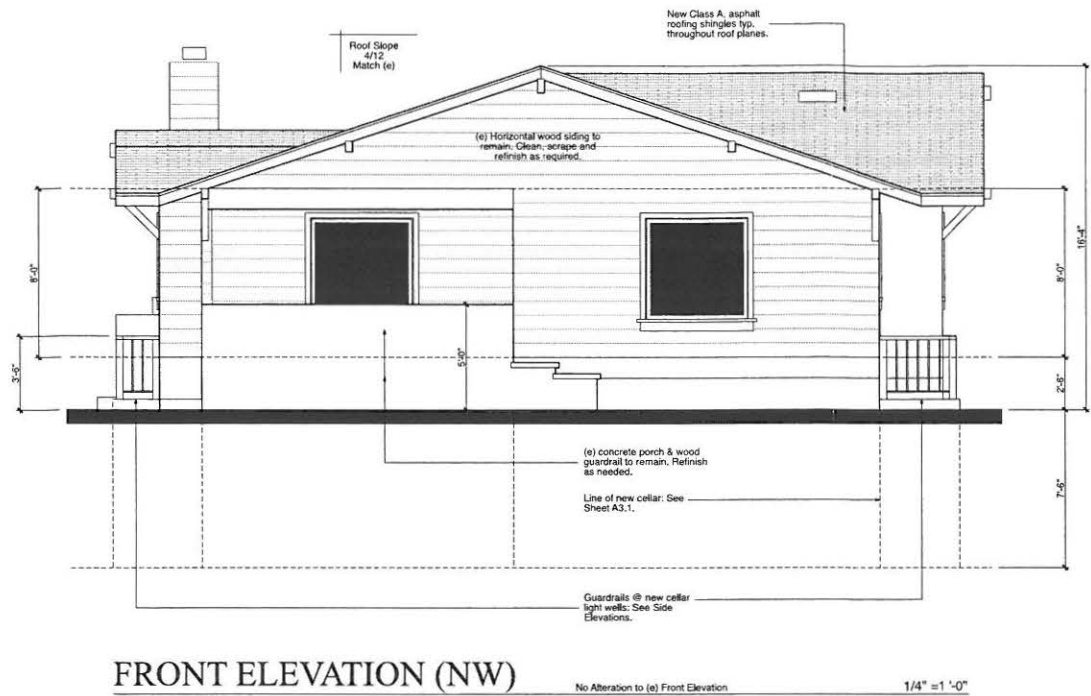 New Class A, asphalt
roofing shingles typ.
throughout roof planes.
Roof Slope
4/12
Match (e)
(e) Horizontal wood siding to
remain. Clean, scrape and
refinish as required.
16'-4"
8'-0"
8'-0"
5'-0"
3'-6"
2'-6"
7'-6"
(e) concrete porch & wood
guardrail to remain. Refinish
as needed.
Line of new cellar: See
Sheet A3.1.
Guardrails @ new cellar
light wells: See Side
Elevations.
FRONT ELEVATION (NW)
No Alteration to (e) Front Elevation
1/4" =1 '-0"